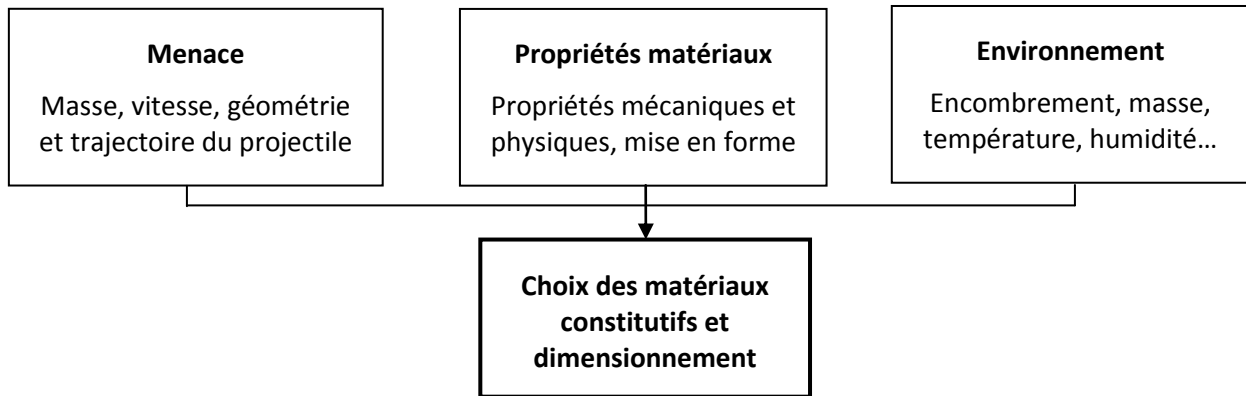 Menace
Masse, vitesse, géométrie
et trajectoire du projectile
Propriétés matériaux
Propriétés mécaniques et
physiques, mise en forme
Environnement
Encombrement, masse,
température, humidité…
Choix des matériaux
constitutifs et
dimensionnement